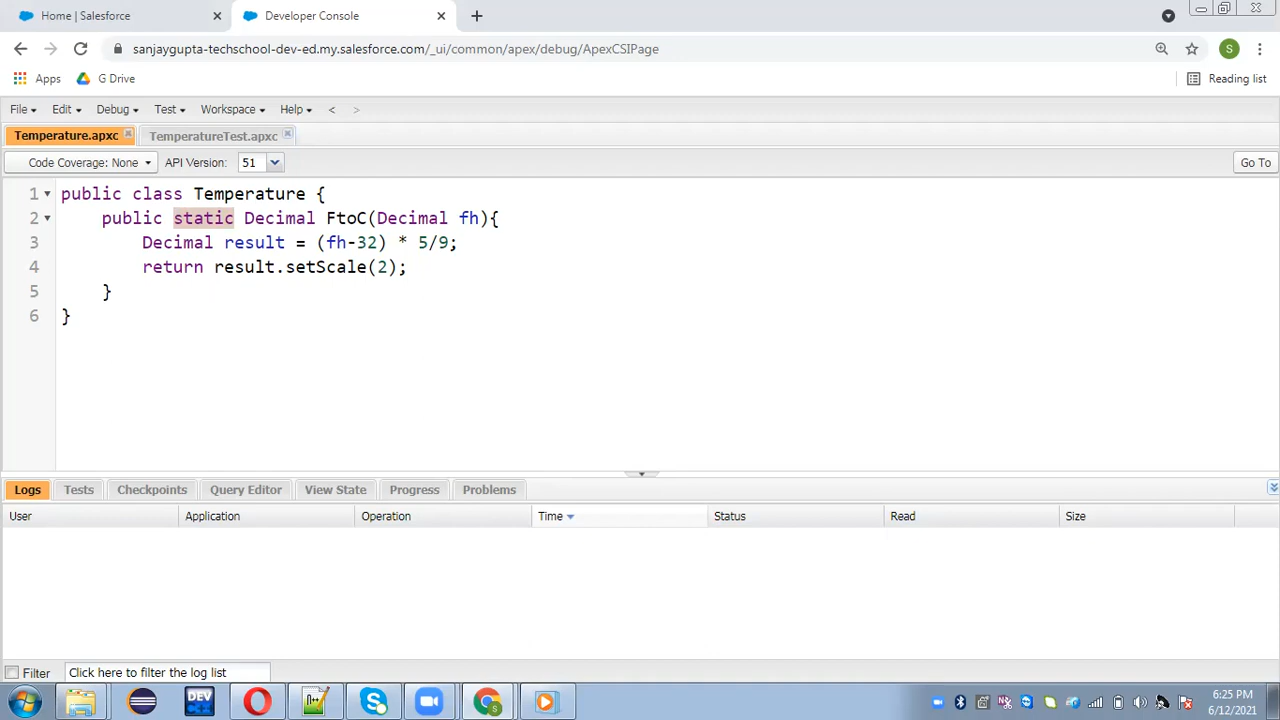 Home | Salesforce
Developer Console
sanjaygupta-techschool-dev-ed.my.salesforce.com/_ui/common/apex/debug/ApexCSIPage
S
Apps
G Drive
Reading list
File
Edit
Debug
Test
Workspace
Help
<
>
Temperature.apxc
TemperatureTest.apxc
Code Coverage: None
API Version:
51
Go To
1 public class Temperature {
2 public static Decimal FtoC(Decimal fh){
3 Decimal result = (fh-32) * 5/9;
4 return result.setScale(2);
5 }
6 }
Logs
Tests
Checkpoints
Query Editor
View State
Progress
Problems
User
Application
Operation
Time
Status
Read
Size
Filter
Click here to filter the log list
DEV
6:25 PM
6/12/2021